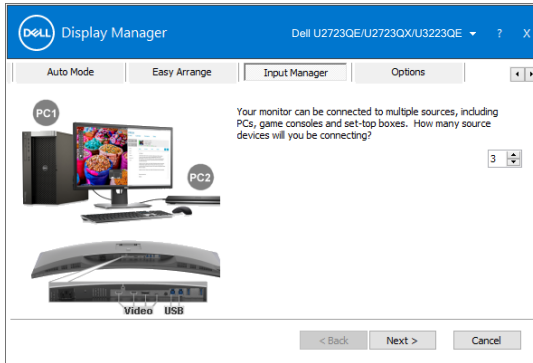 DELL Display Manager
Dell U2723QE/U2723QX/U3223QE
?
X
Auto Mode
Easy Arrange
Input Manager
Options
PC1
PC2
Your monitor can be connected to multiple sources, including
PCs, game consoles and set-top boxes. How many source
devices will you be connecting?
3
Video USB
< Back
Next >
Cancel